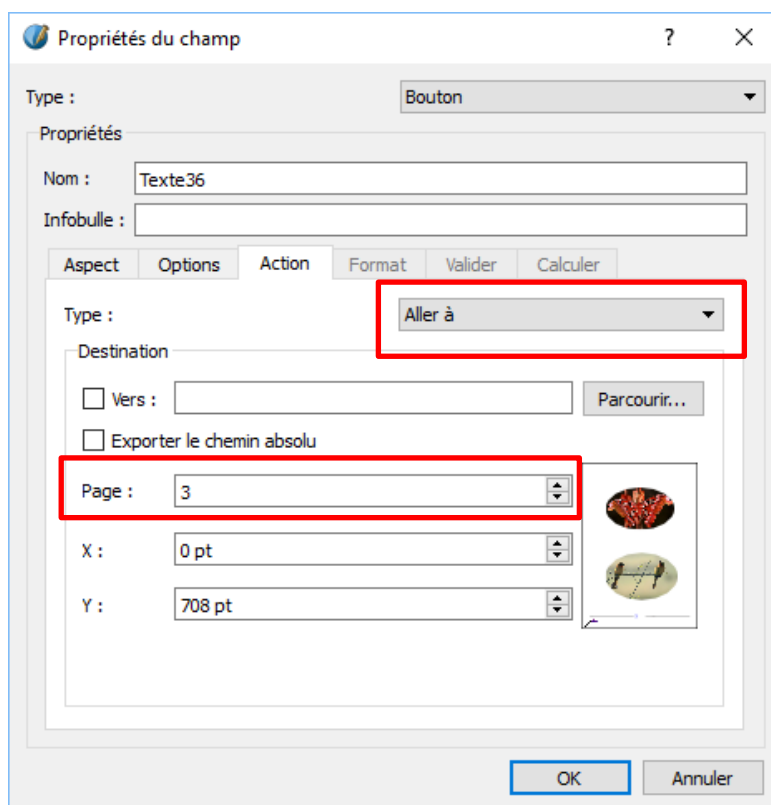 Propriétés du champ
?
Type :
Bouton
Propriétés
Nom :
Texte36
Infobulle :
Aspect Options Action Format Valider Calculer
Type :
Aller à
Destination
Vers :
Parcourir...
Exporter le chemin absolu
Page :
3
X :
0 pt
Y :
708 pt
OK Annuler